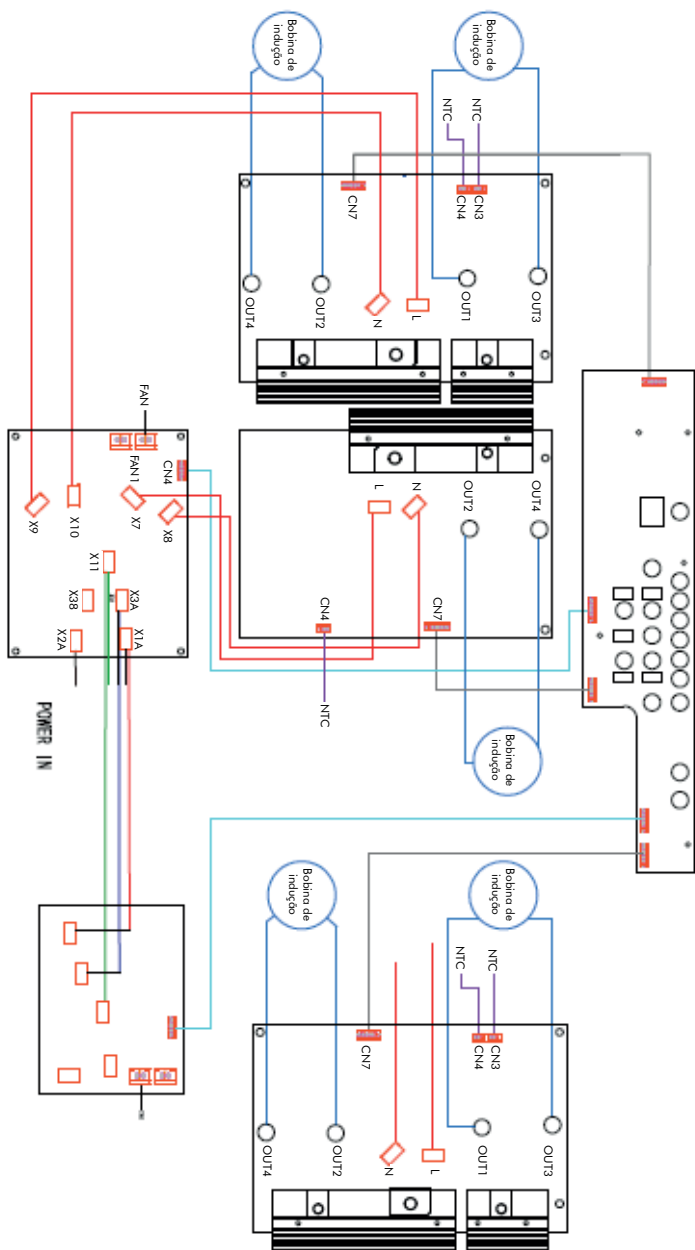 Bobina de
indução
NTC
NTC
CN3
CN4
CN7
OUT3
OUT1
L
N
OUT2
OUT4
Bobina de
indução
OUT4
OUT2
N
L
CN7
CN4
NTC
Bobina de
indução
FAN
FAN1
CN4
X8
X7
X10
X9
X11
X3A
X38
X1A
X2A
POWER IN
Bobina de
indução
NTC
NTC
CN3
CN4
CN7
OUT3
OUT1
L
N
OUT2
OUT4
Bobina de
indução